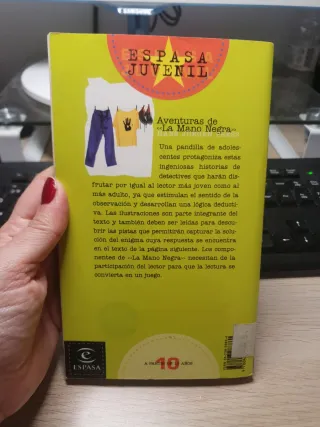 ESPASA
JUVENIL
Aventuras de
«La Mano Negra»
Una pandilla de adoles-
centes protagoniza estas
ingeniosas historias de
detectives que harán dis-
frutar por igual al lector más joven como al
más adulto, ya que estimulan el sentido de la
observación, y desarrollan una lógica deducti-
va. Las ilustraciones son parte integrante del
texto y también deben ser leídas para descu-
brir las pistas que permitirán capturar la solu-
ción del enigma cuya respuesta se encuentra
en el texto de la página siguiente. Los compo-
nentes de «La Mano Negra» necesitan de la
participación del lector para que la lectura se
convierta en un juego.
e
ESPASA
10